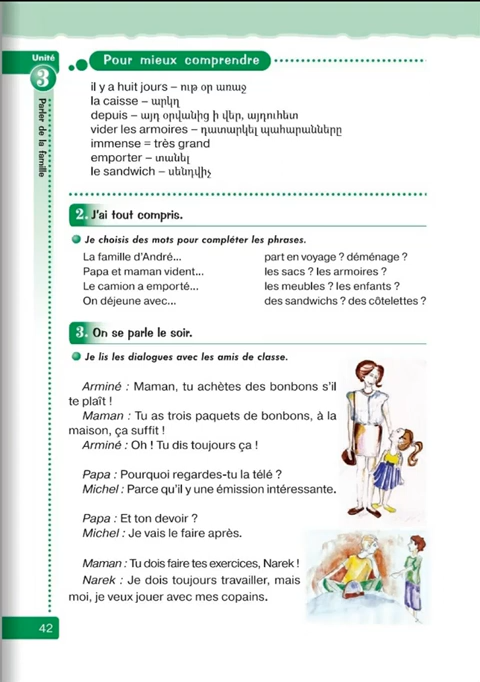 Unité
3
Parler de la famille
Pour mieux comprendre
il y a huit jours – ութ օր առաջ
la caisse – արկղ
depuis – այդ օրվանից ի վեր, այդուհետ
vider les armoires – դատարկել պահարանները
immense = très grand
emporter – տանել
le sandwich – սենդվիչ
2. J'ai tout compris.
Je choisis des mots pour compléter les phrases.
La famille d'André... part en voyage ? déménage ?
Papa et maman vident... les sacs ? les armoires ?
Le camion a emporté... les meubles ? les enfants ?
On déjeune avec... des sandwichs ? des côtelettes ?
3. On se parle le soir.
Je lis les dialogues avec les amis de classe.
Arminé : Maman, tu achètes des bonbons s'il
te plaît !
Maman : Tu as trois paquets de bonbons, à la
maison, ça suffit !
Arminé : Oh ! Tu dis toujours ça !
Papa : Pourquoi regardes-tu la télé ?
Michel : Parce qu'il y une émission intéressante.
Papa : Et ton devoir ?
Michel : Je vais le faire après.
Maman : Tu dois faire tes exercices, Narek !
Narek : Je dois toujours travailler, mais
moi, je veux jouer avec mes copains.
42